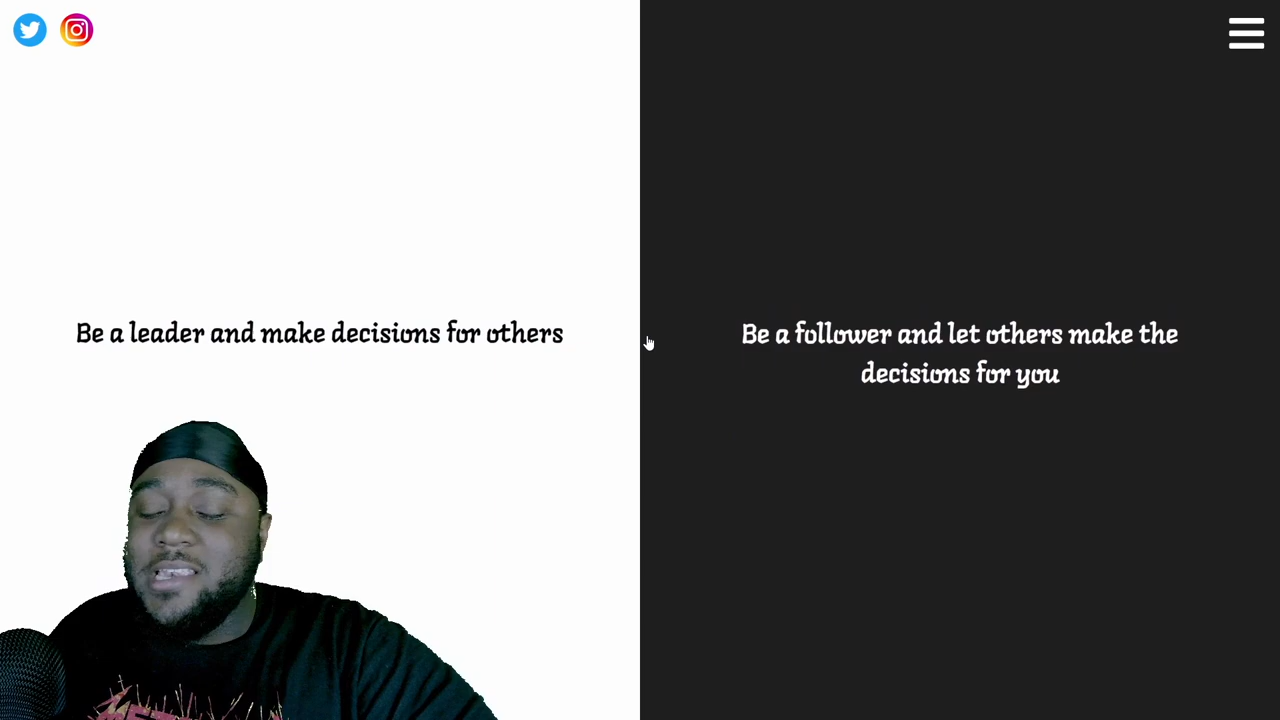 Be a leader and make decisions for others
Be a follower and let others make the
decisions for you